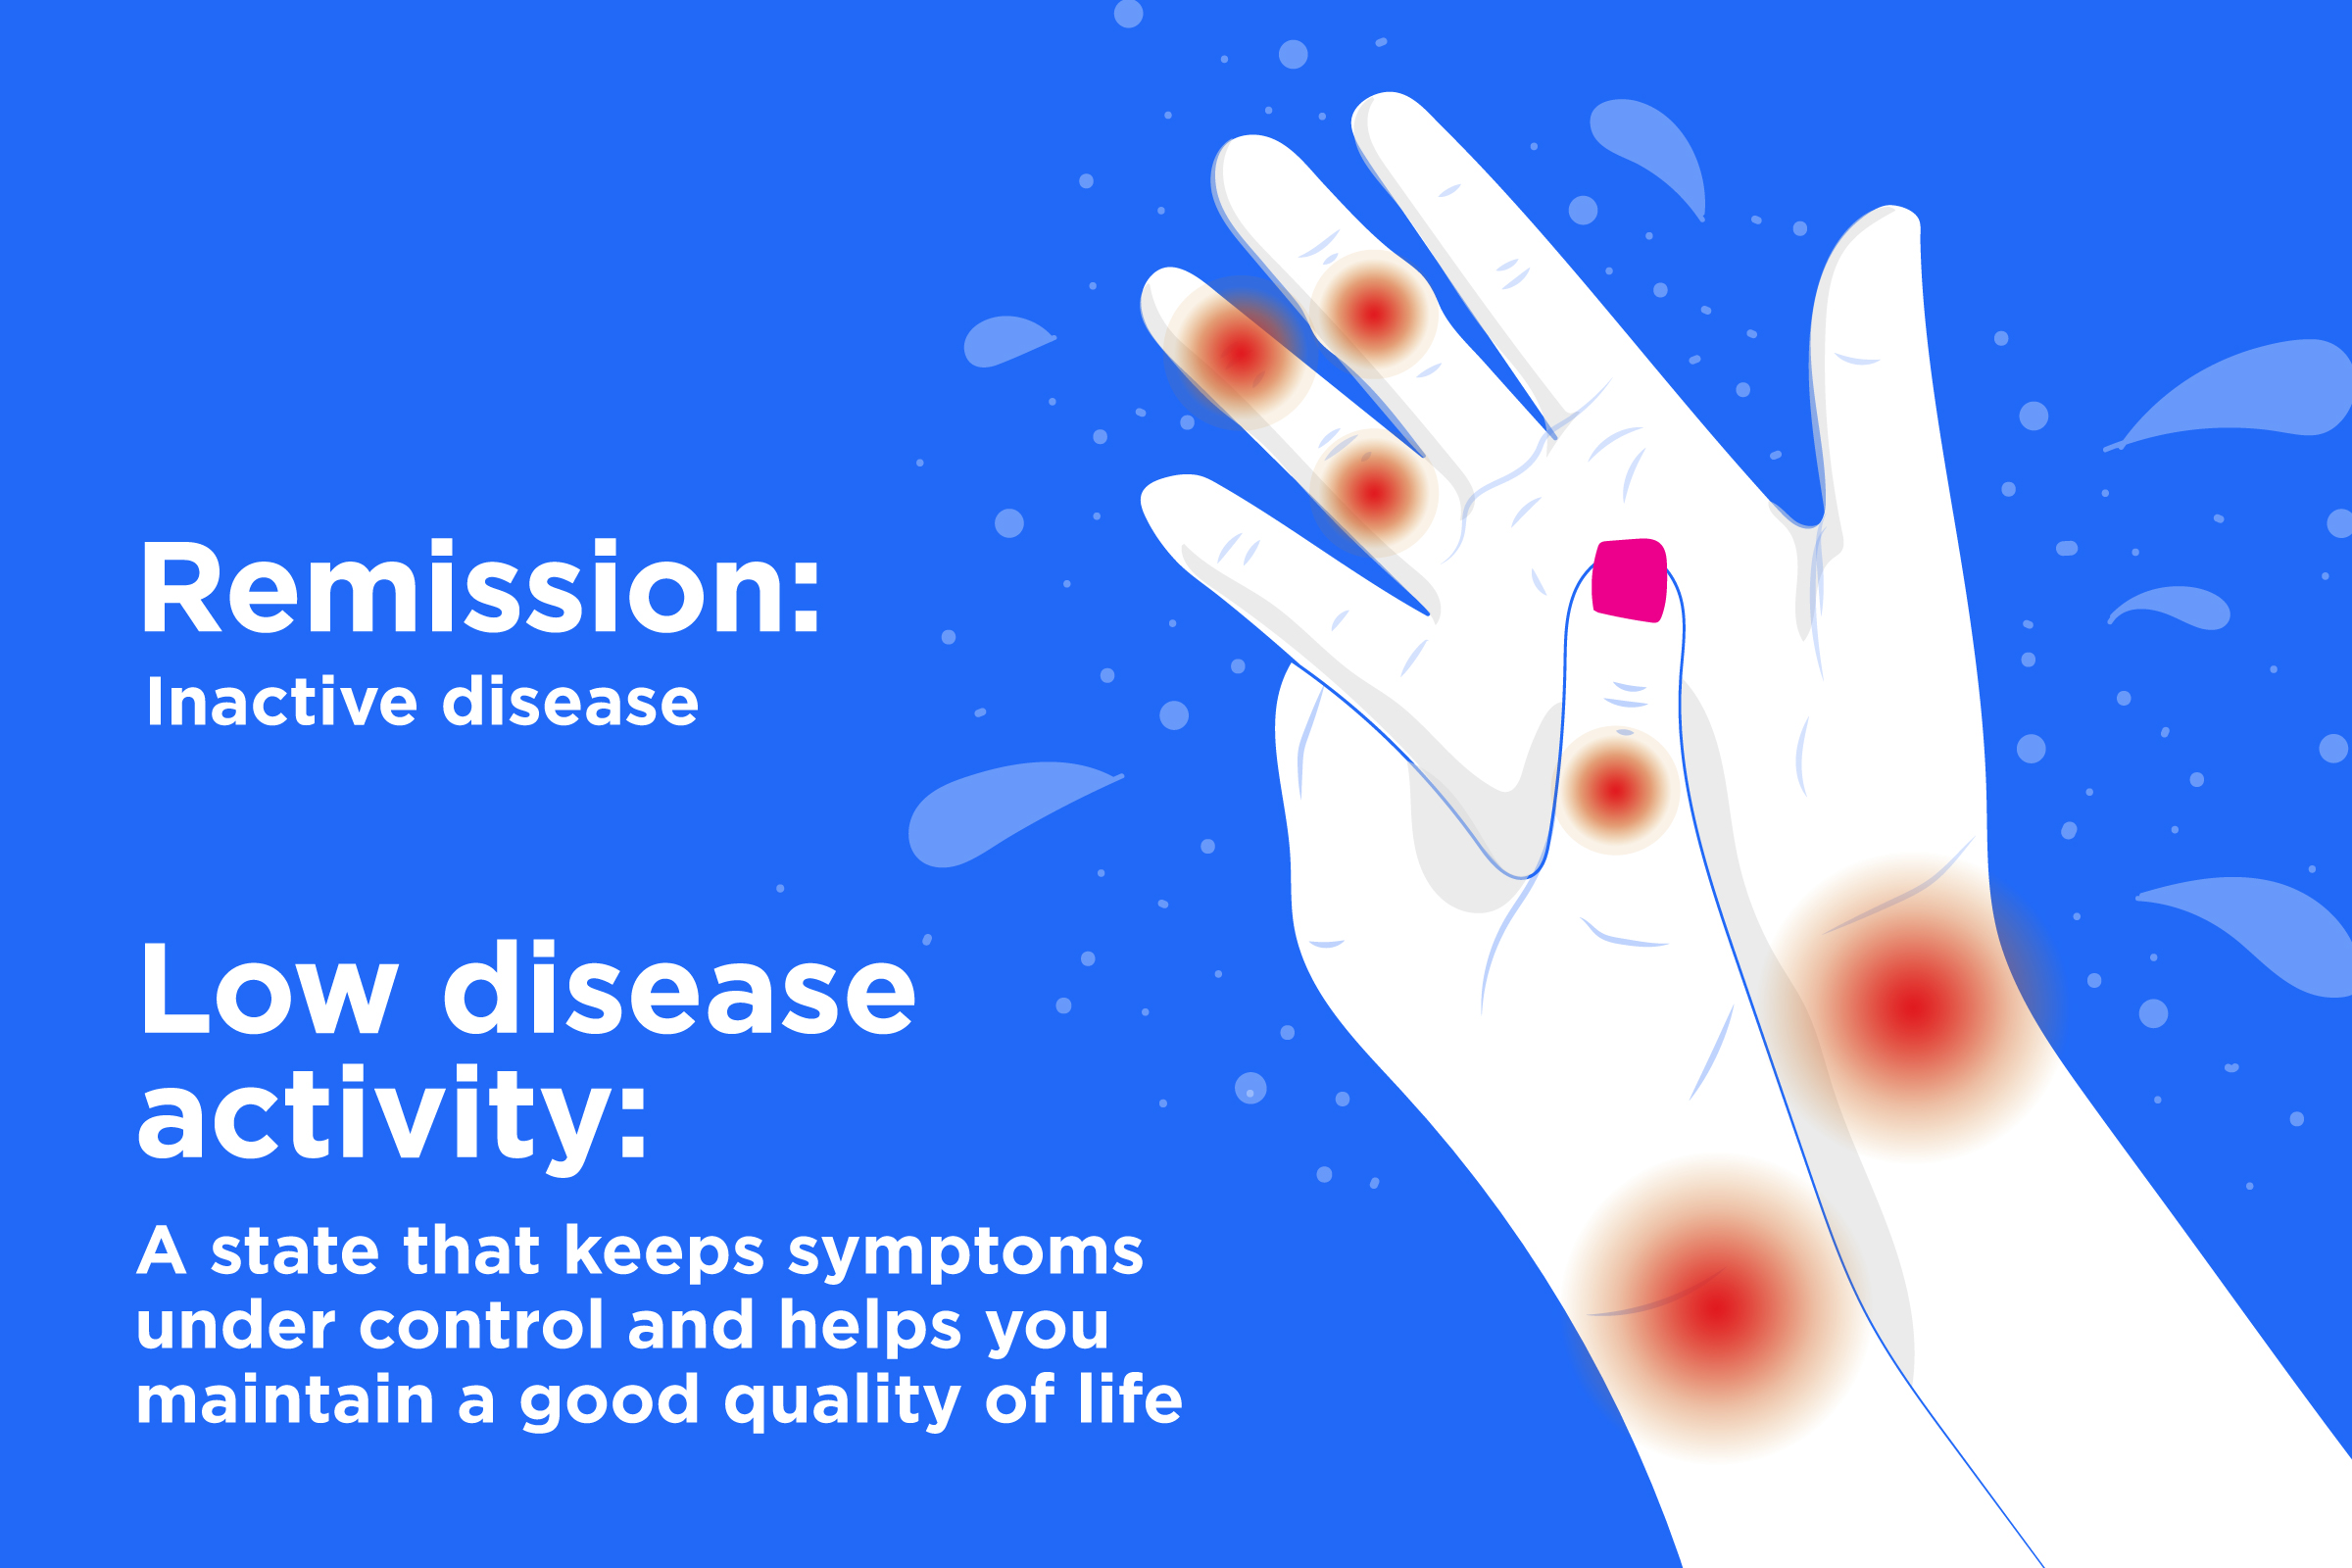 Remission:
Inactive disease
Low disease
activity:
A state that keeps symptoms
under control and helps you
maintain a good quality of life